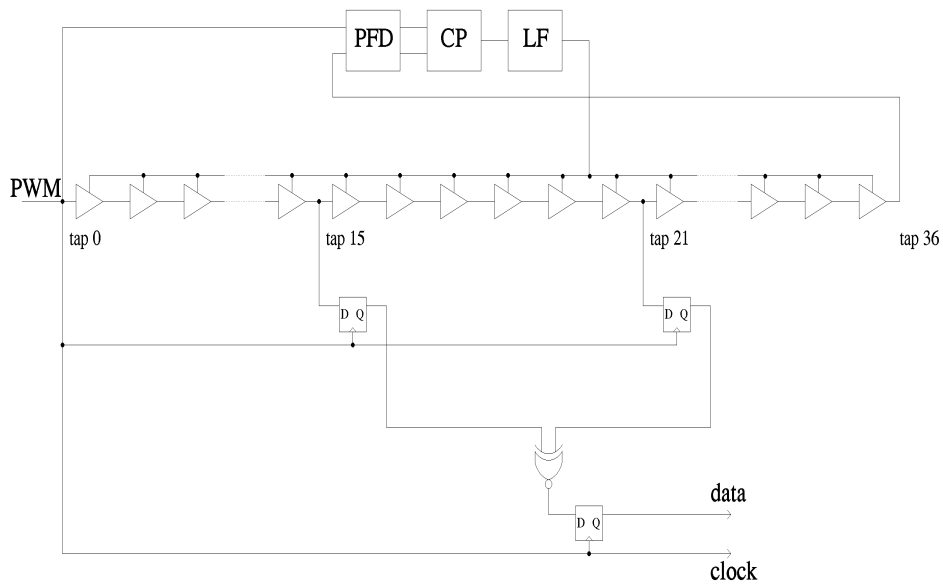 PFD CP LF
PWM
tap 0 tap 15 tap 21 tap 36
D Q D Q
data
D Q
clock